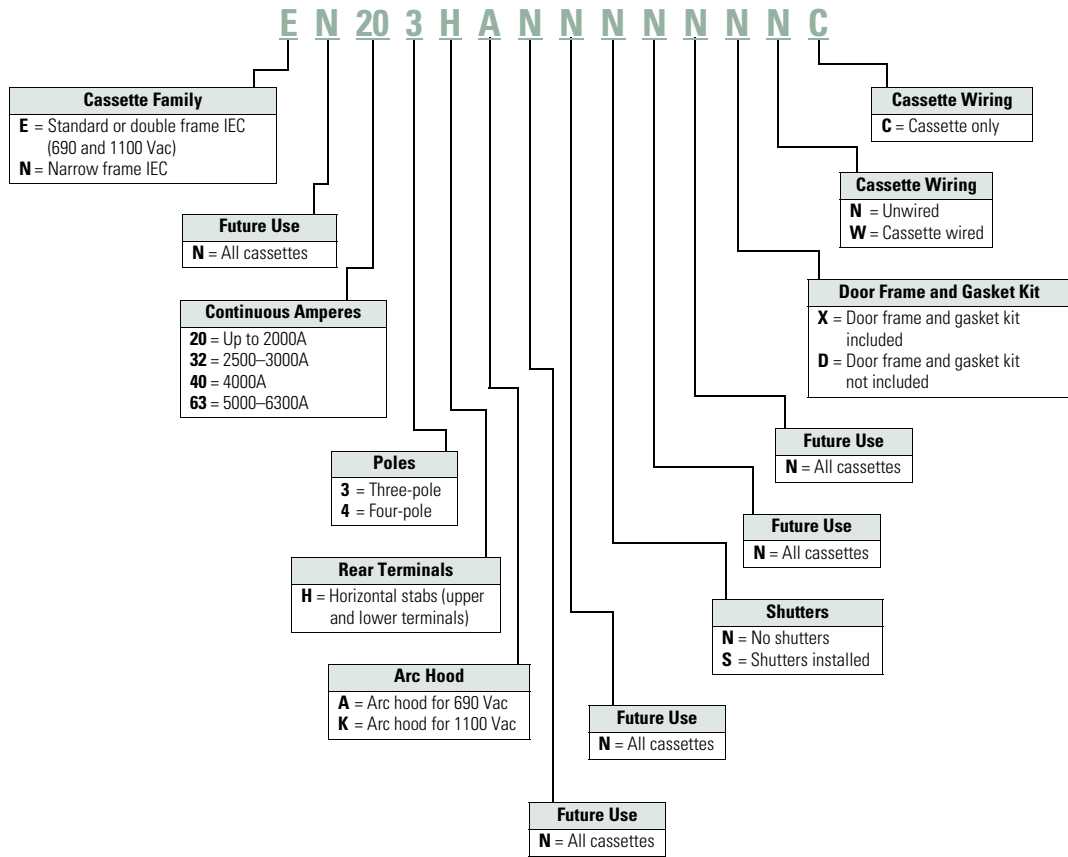 E N 20 3 H A N N N N N N N C
Cassette Family
E = Standard or double frame IEC
(690 and 1100 Vac)
N = Narrow frame IEC
Cassette Wiring
C = Cassette only
Cassette Wiring
N = Unwired
W = Cassette wired
Future Use
N = All cassettes
Continuous Amperes
20 = Up to 2000A
32 = 2500–3000A
40 = 4000A
63 = 5000–6300A
Door Frame and Gasket Kit
X = Door frame and gasket kit
included
D = Door frame and gasket kit
not included
Poles
3 = Three-pole
4 = Four-pole
Future Use
N = All cassettes
Future Use
N = All cassettes
Rear Terminals
H = Horizontal stabs (upper
and lower terminals)
Shutters
N = No shutters
S = Shutters installed
Arc Hood
A = Arc hood for 690 Vac
K = Arc hood for 1100 Vac
Future Use
N = All cassettes
Future Use
N = All cassettes